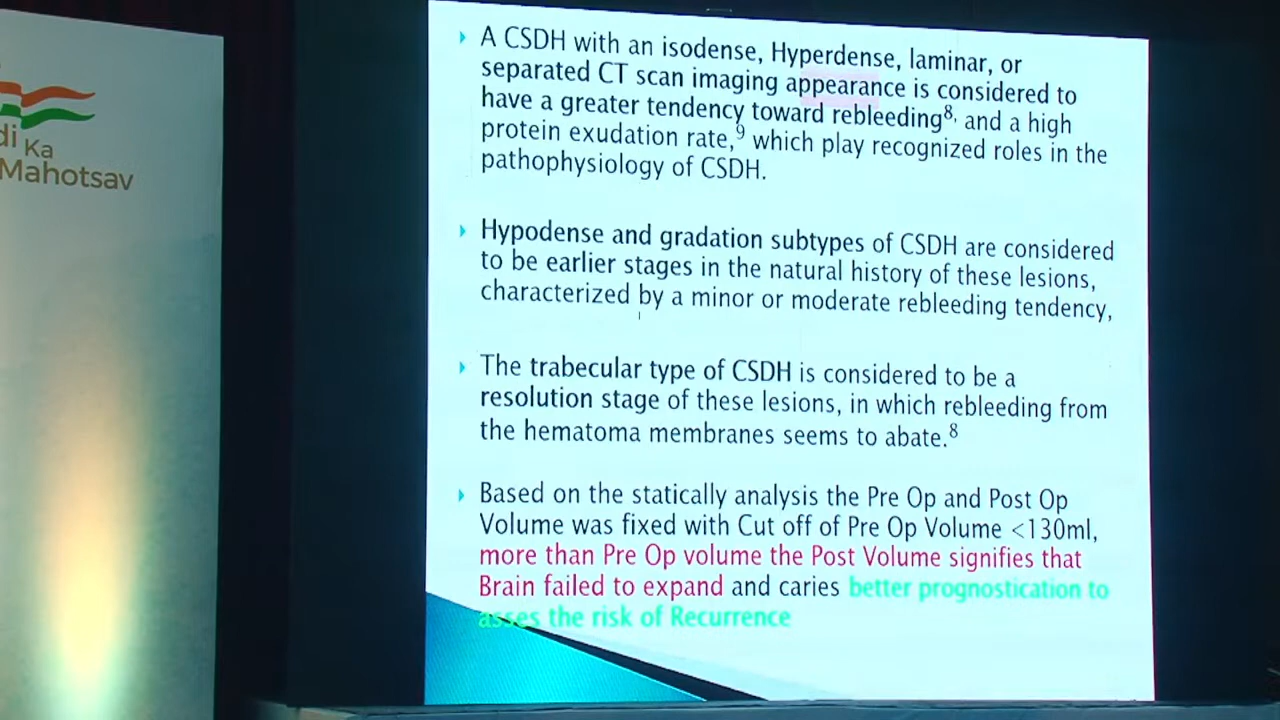 di Ka
Mahotsav
A CSDH with an isodense, Hyperdense, laminar, or
separated CT scan imaging appearance is considered to
have a greater tendency toward rebleeding⁸, and a high
protein exudation rate,⁹ which play recognized roles in the
pathophysiology of CSDH.
Hypodense and gradation subtypes of CSDH are considered
to be earlier stages in the natural history of these lesions,
characterized by a minor or moderate rebleeding tendency,
The trabecular type of CSDH is considered to be a
resolution stage of these lesions, in which rebleeding from
the hematoma membranes seems to abate.⁸
Based on the statically analysis the Pre Op and Post Op
Volume was fixed with Cut off of Pre Op Volume <130ml,
more than Pre Op volume the Post Volume signifies that
Brain failed to expand and caries better prognostication to
asses the risk of Recurrence